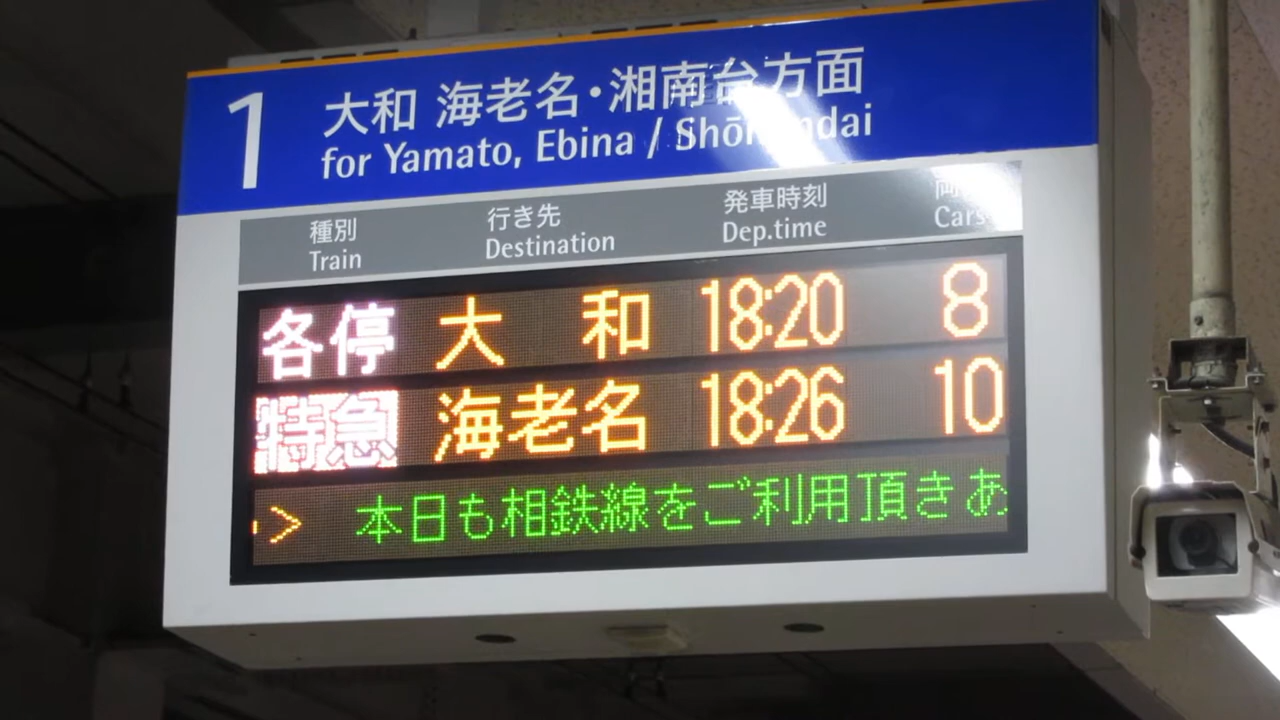 1 大和 海老名・湘南台方面
for Yamato, Ebina /
種別 行き先 発車時刻
Train Destination Dep.time Cars
各停 大和 18:20 8
特急 海老名 18:26 10
> 本日も相鉄線をご利用頂きあ